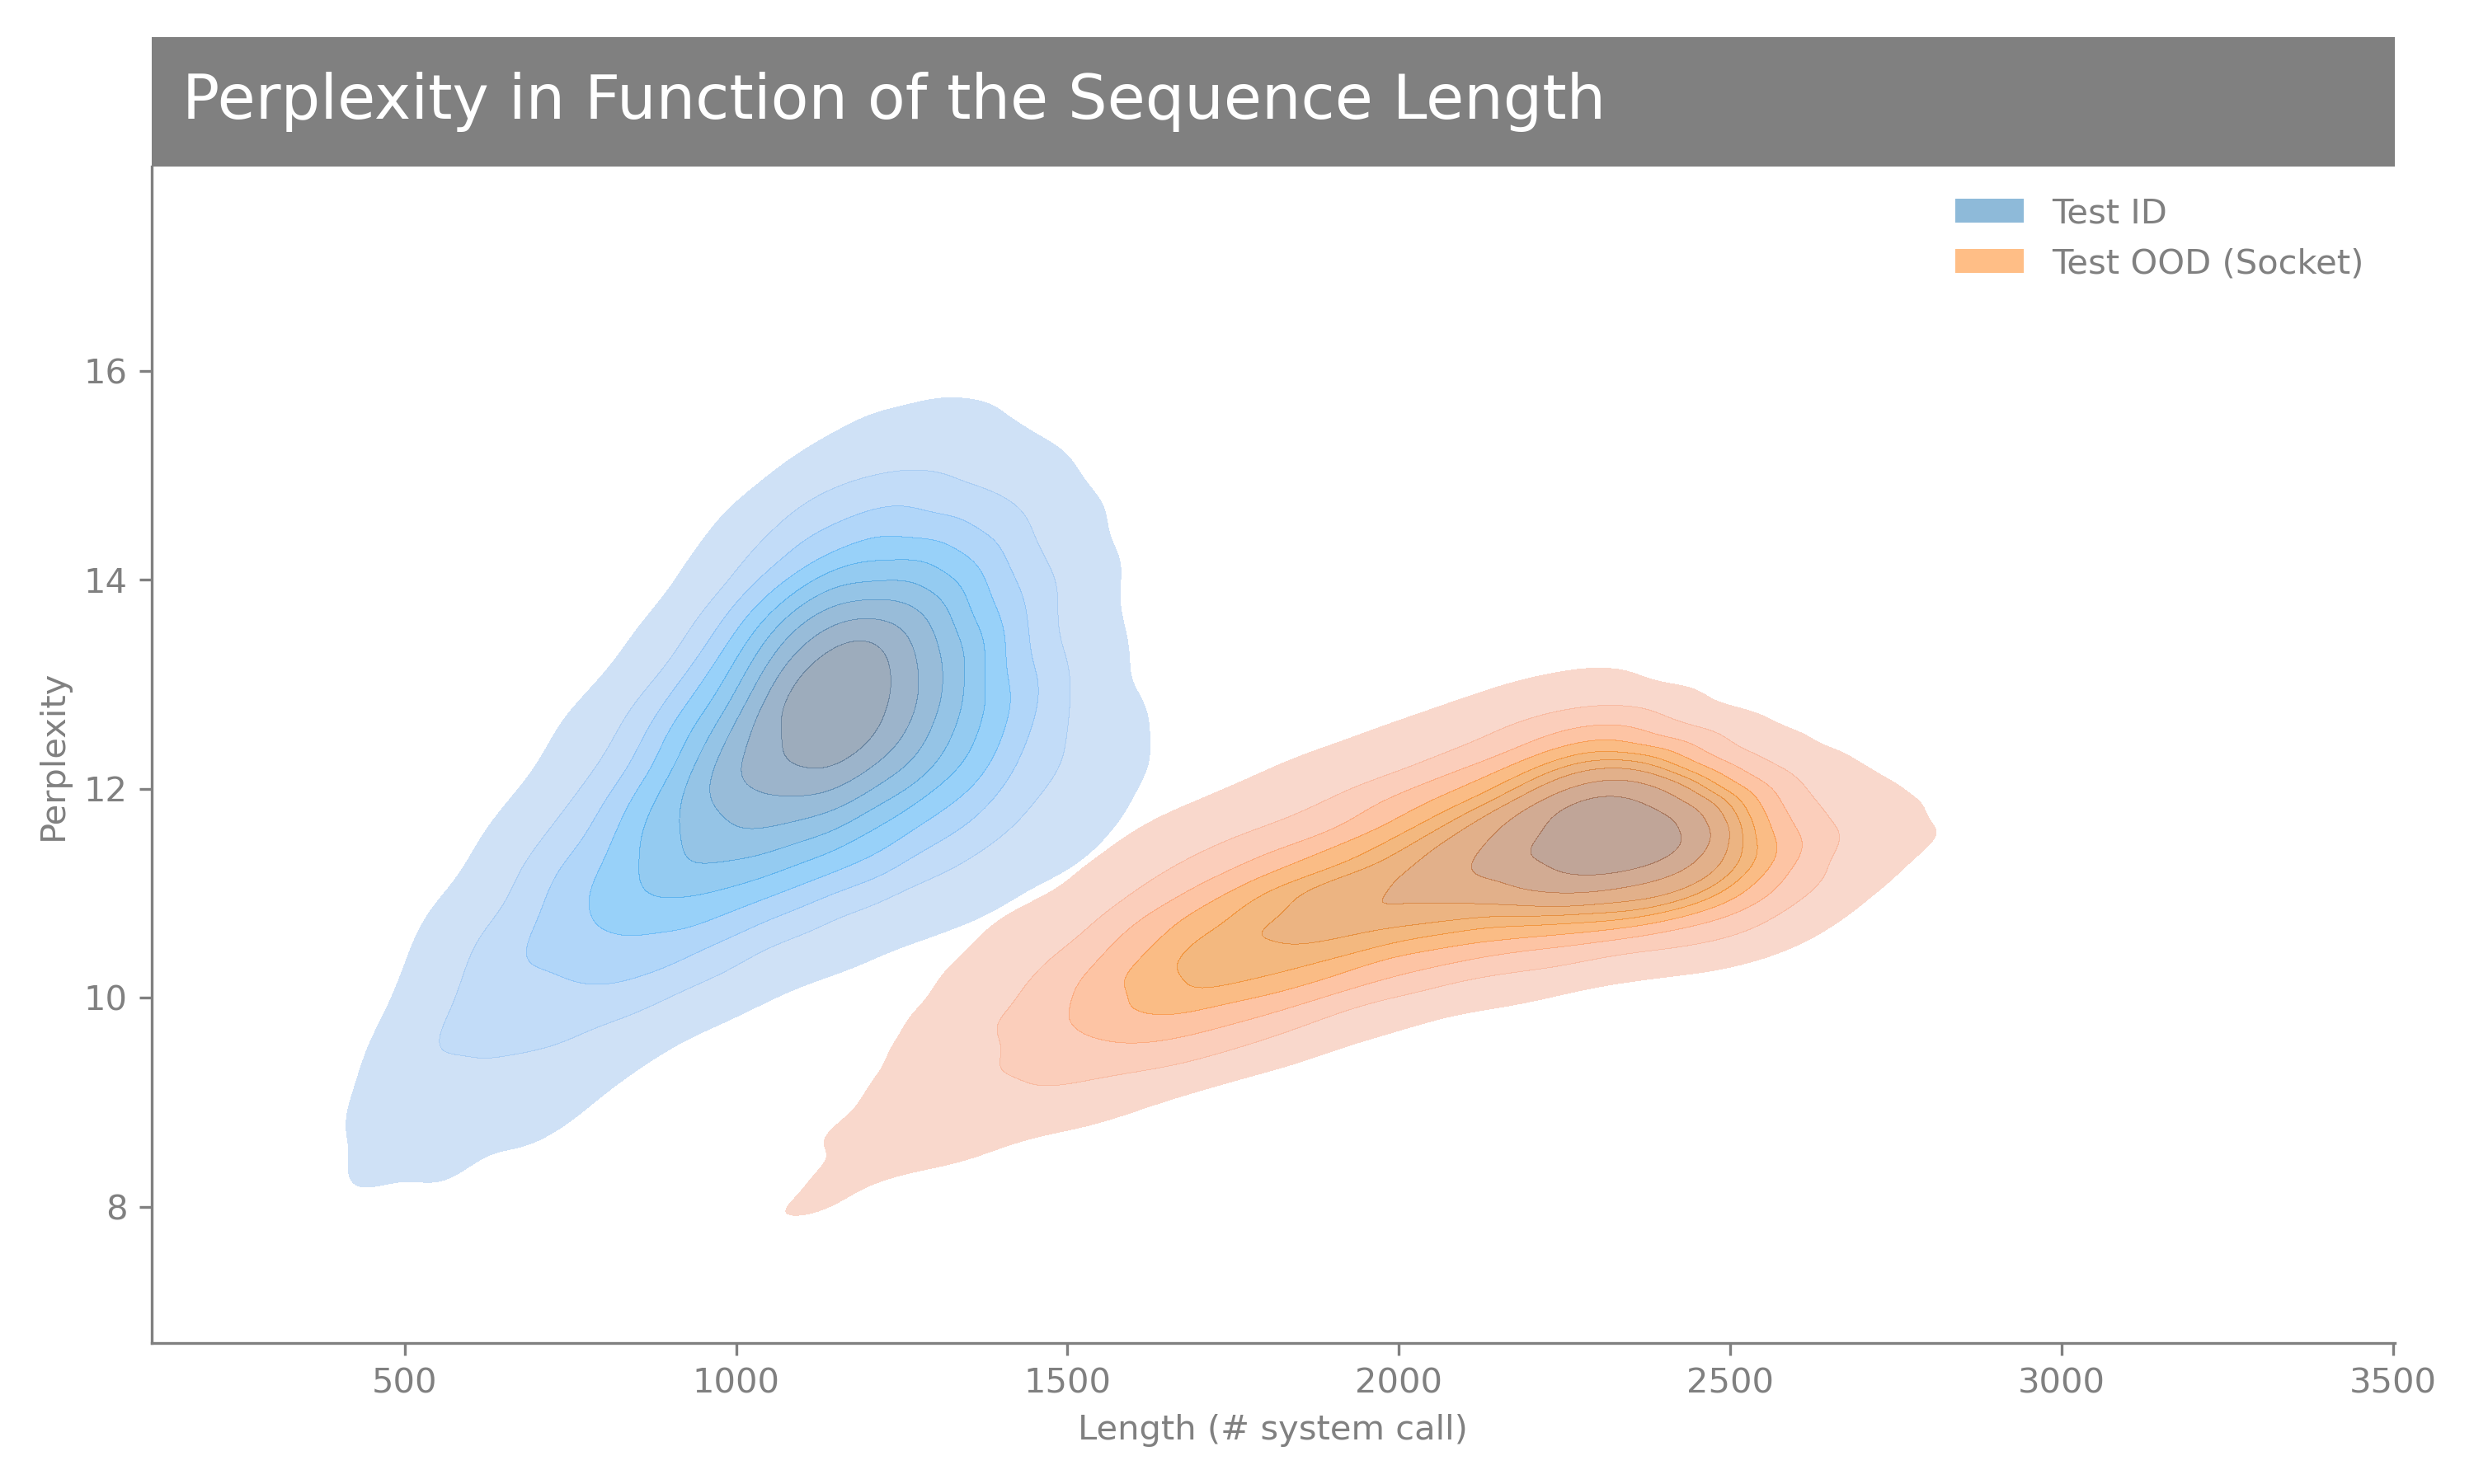 Perplexity in Function of the Sequence Length
Test ID
Test OOD (Socket)
16
14
12
10
8
Perplexity
500 1000 1500 2000 2500 3000 3500
Length (# system call)